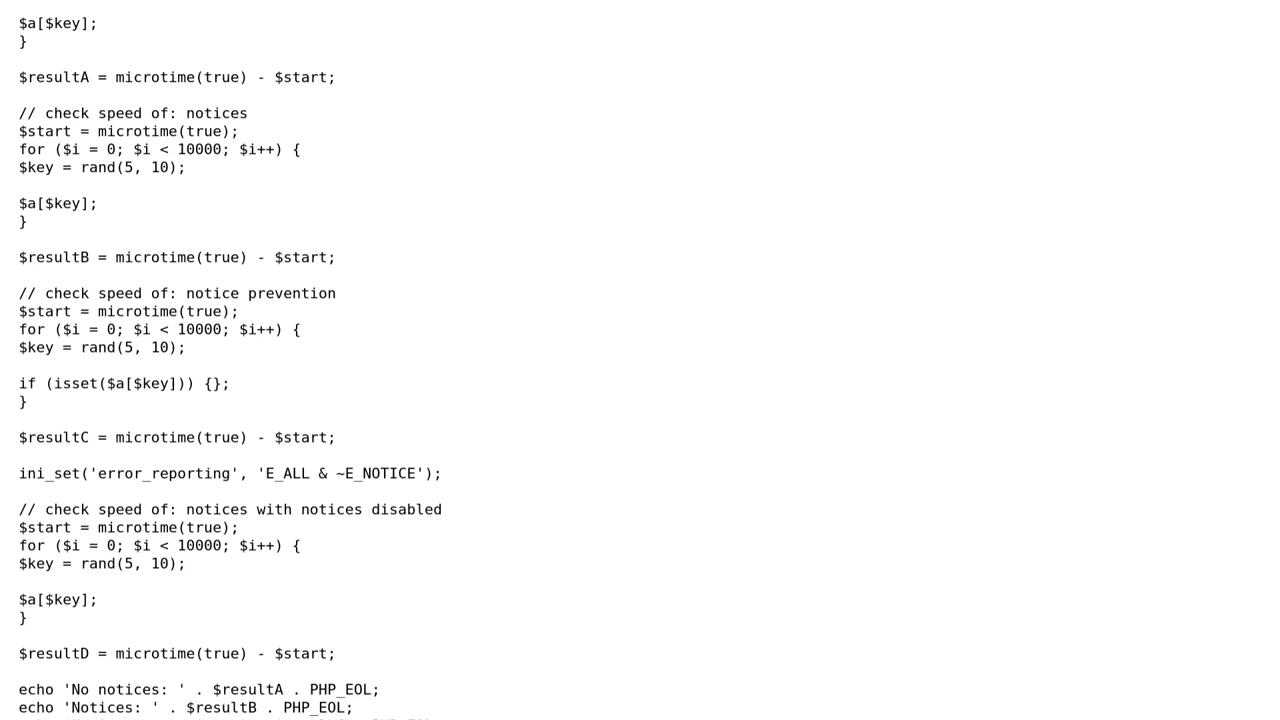 $a[$key];
}
$resultA = microtime(true) - $start;
// check speed of: notices
$start = microtime(true);
for ($i = 0; $i < 10000; $i++) {
$key = rand(5, 10);
$a[$key];
}
$resultB = microtime(true) - $start;
// check speed of: notice prevention
$start = microtime(true);
for ($i = 0; $i < 10000; $i++) {
$key = rand(5, 10);
if (isset($a[$key])) {};
}
$resultC = microtime(true) - $start;
ini_set('error_reporting', 'E_ALL & ~E_NOTICE');
// check speed of: notices with notices disabled
$start = microtime(true);
for ($i = 0; $i < 10000; $i++) {
$key = rand(5, 10);
$a[$key];
}
$resultD = microtime(true) - $start;
echo 'No notices: ' . $resultA . PHP_EOL;
echo 'Notices: ' . $resultB . PHP_EOL;